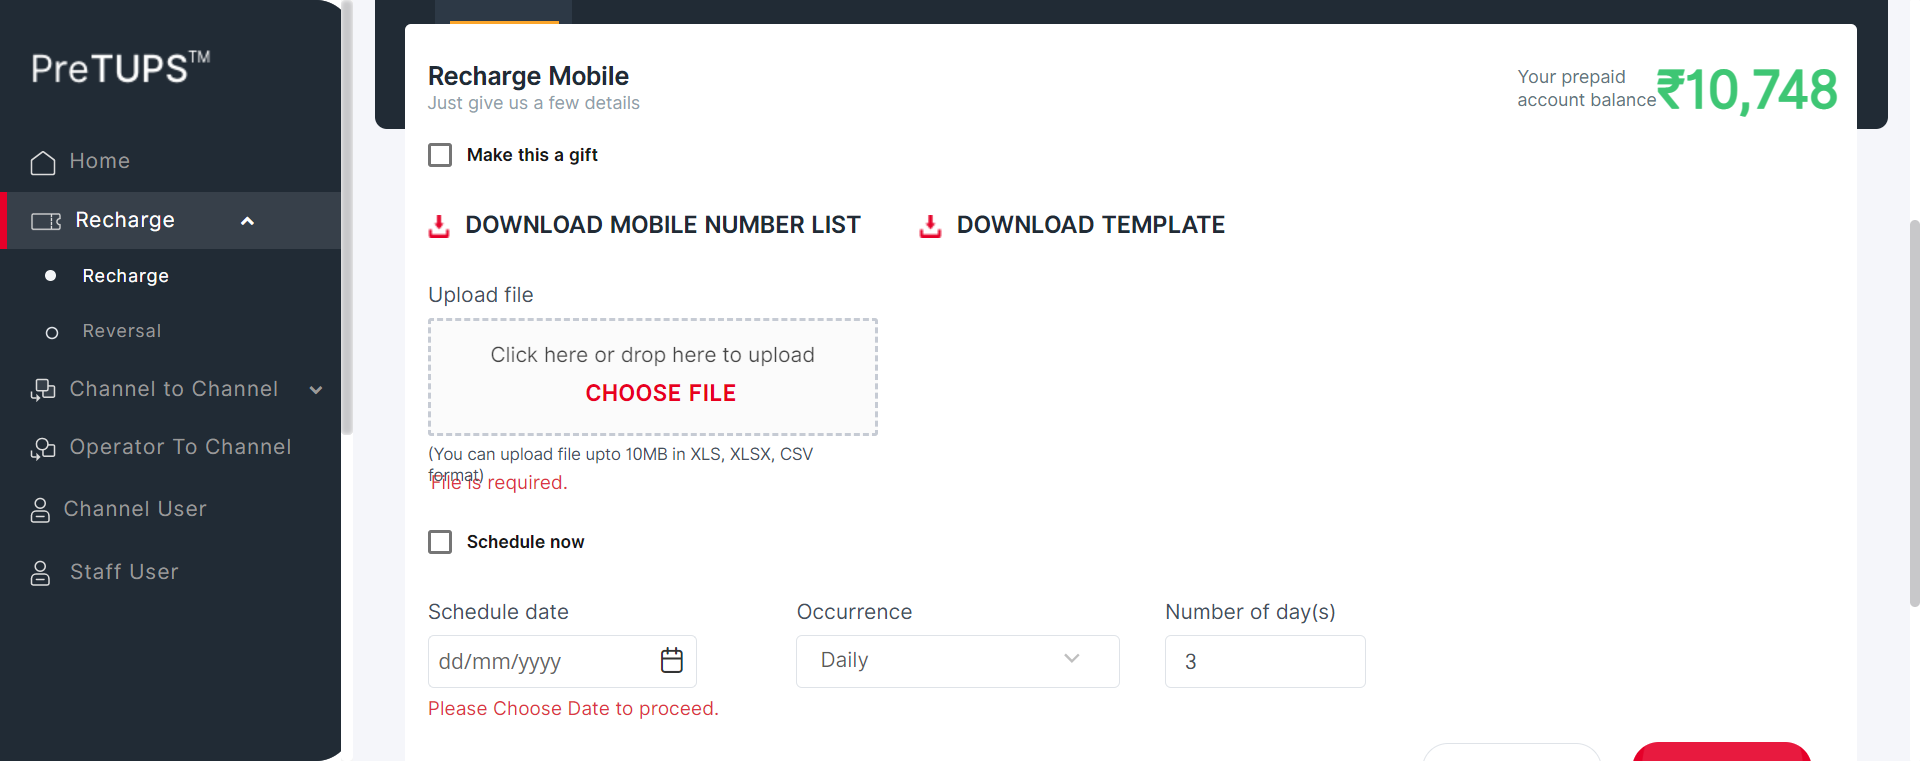 PreTUPS™
Home
Recharge
Recharge
Reversal
Channel to Channel
Operator To Channel
Channel User
Staff User
Recharge Mobile
Just give us a few details
Your prepaid
account balance
₹10,748
Make this a gift
DOWNLOAD MOBILE NUMBER LIST
DOWNLOAD TEMPLATE
Upload file
Click here or drop here to upload
CHOOSE FILE
(You can upload file upto 10MB in XLS, XLSX, CSV
format)
File is required.
Schedule now
Schedule date
Occurrence
Number of day(s)
dd/mm/yyyy
Daily
3
Please Choose Date to proceed.